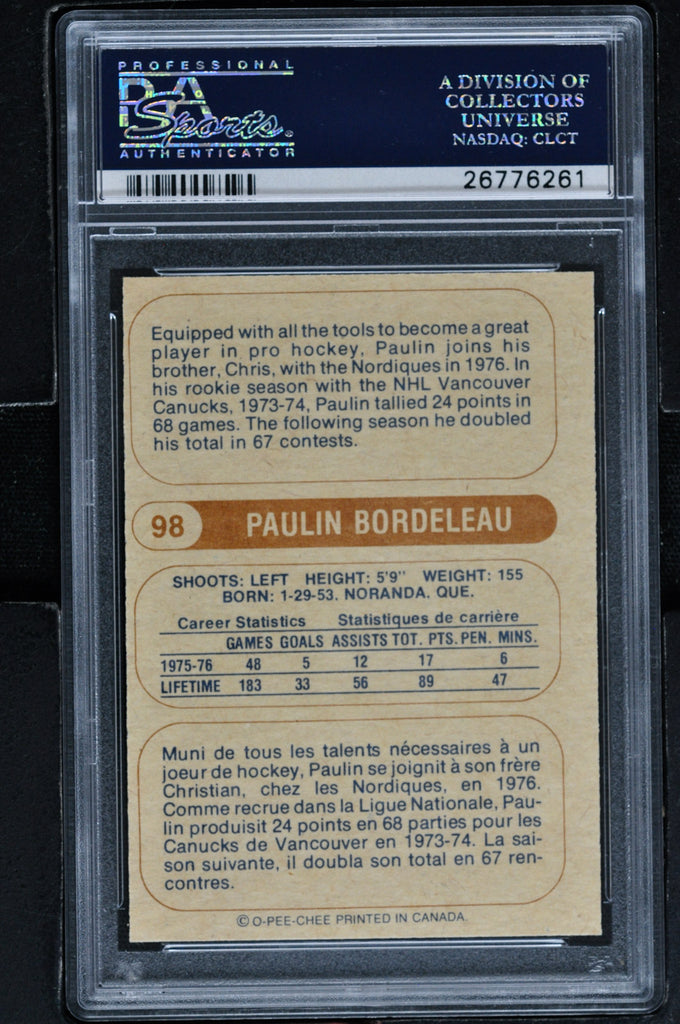 PROFESSIONAL
PSA
Sports®
AUTHENTICATOR
A DIVISION OF
COLLECTORS
UNIVERSE
NASDAQ: CLCT
26776261
Equipped with all the tools to become a great
player in pro hockey, Paulin joins his
brother, Chris, with the Nordiques in 1976. In
his rookie season with the NHL Vancouver
Canucks, 1973-74, Paulin tallied 24 points in
68 games. The following season he doubled
his total in 67 contests.
98 PAULIN BORDELEAU
SHOOTS: LEFT HEIGHT: 5'9" WEIGHT: 155
BORN: 1-29-53. NORANDA. QUE.
Career Statistics Statistiques de carrière
GAMES GOALS ASSISTS TOT. PTS. PEN. MINS.
1975-76 48 5 12 17 6
LIFETIME 183 33 56 89 47
Muni de tous les talents nécessaires à un
joeur de hockey, Paulin se joignit à son frère
Christian, chez les Nordiques, en 1976.
Comme recrue dans la Ligue Nationale, Pau-
lin produisit 24 points en 68 parties pour les
Canucks de Vancouver en 1973-74. La sai-
son suivante, il doubla son total en 67 ren-
contres.
© O-PEE-CHEE PRINTED IN CANADA.